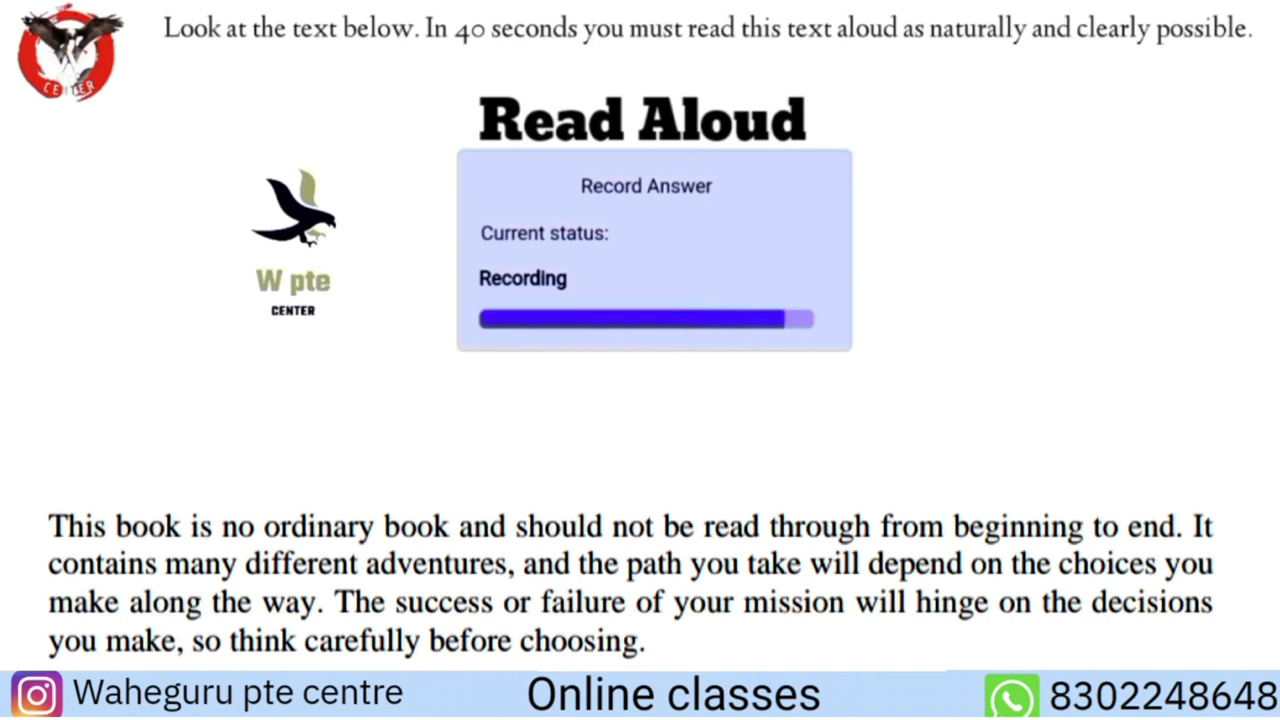 Look at the text below. In 40 seconds you must read this text aloud as naturally and clearly possible.
CENTER
Read Aloud
Record Answer
Current status:
Recording
W pte
CENTER
This book is no ordinary book and should not be read through from beginning to end. It
contains many different adventures, and the path you take will depend on the choices you
make along the way. The success or failure of your mission will hinge on the decisions
you make, so think carefully before choosing.
Waheguru pte centre
Online classes
8302248648